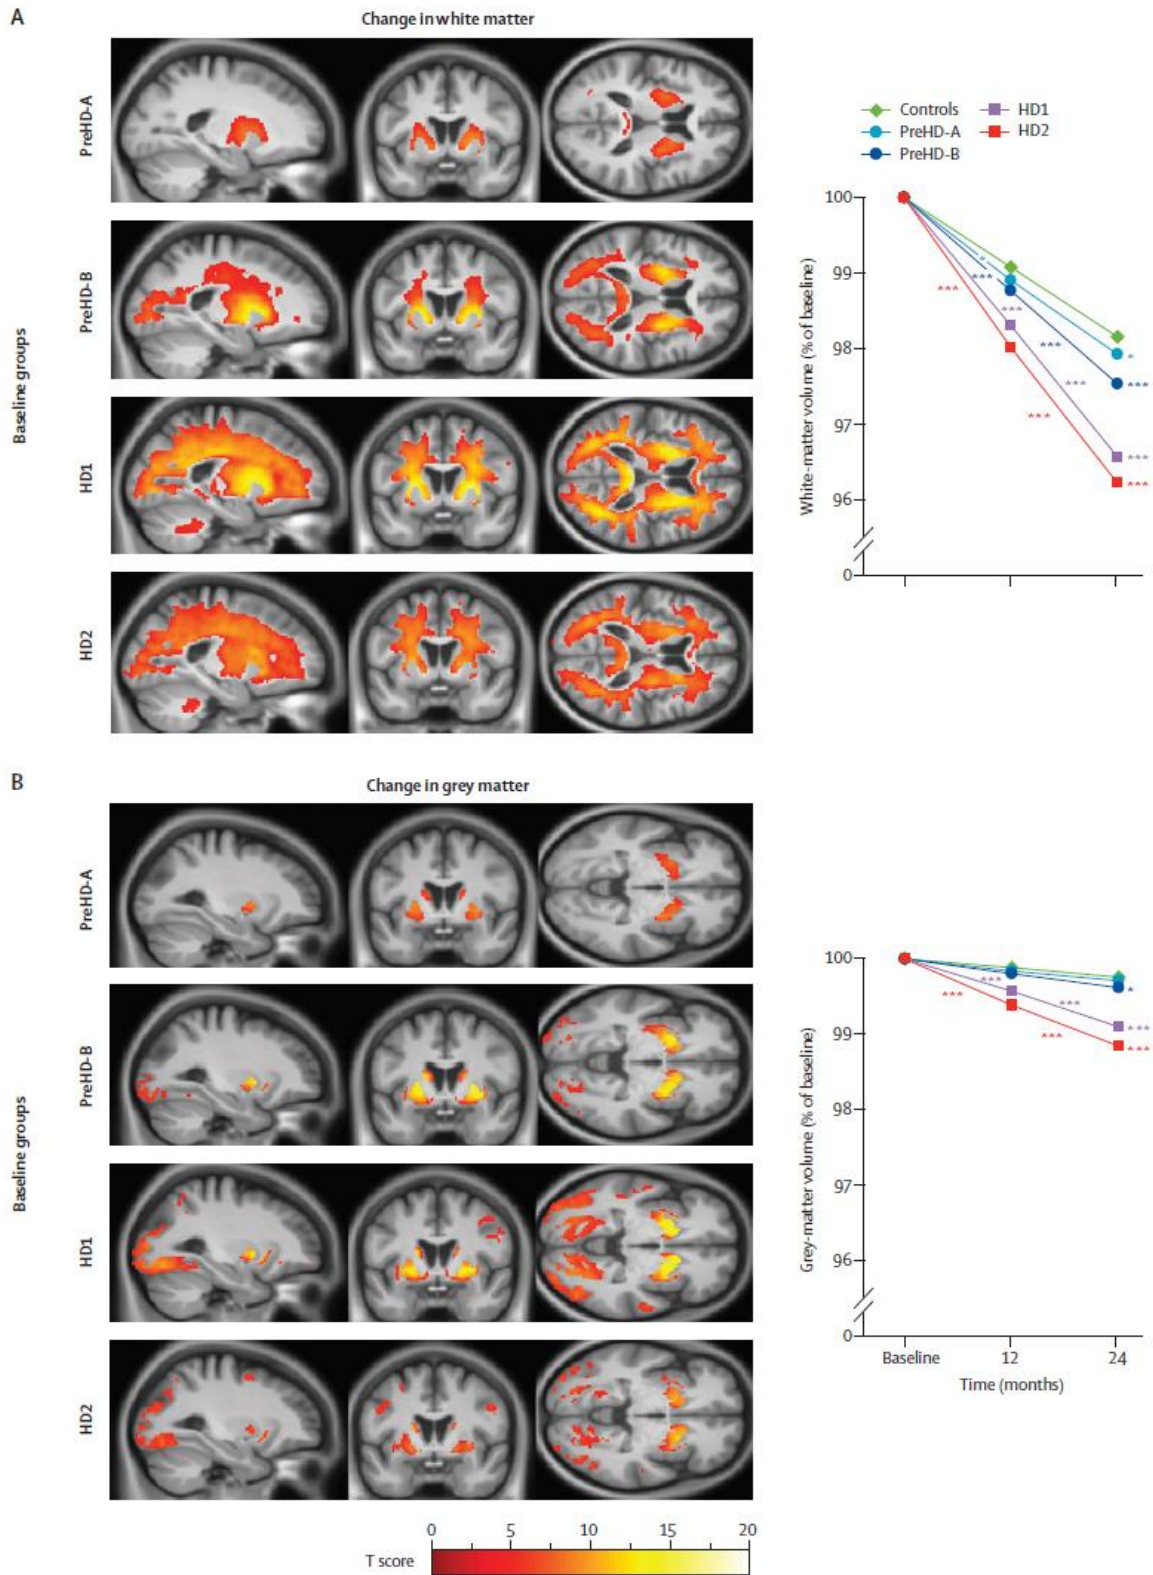 A
Change in white matter
Baseline groups
PreHD-A
PreHD-B
HD1
HD2
Controls
PreHD-A
PreHD-B
HD1
HD2
White-matter volume (% of baseline)
100
99
98
97
96
0
*
***
***
***
***
***
***
*
***
***
***
B
Change in grey matter
Baseline groups
PreHD-A
PreHD-B
HD1
HD2
Grey-matter volume (% of baseline)
100
99
98
97
96
0
***
***
***
***
*
***
***
Baseline 12 24
Time (months)
0 5 10 15 20
T score